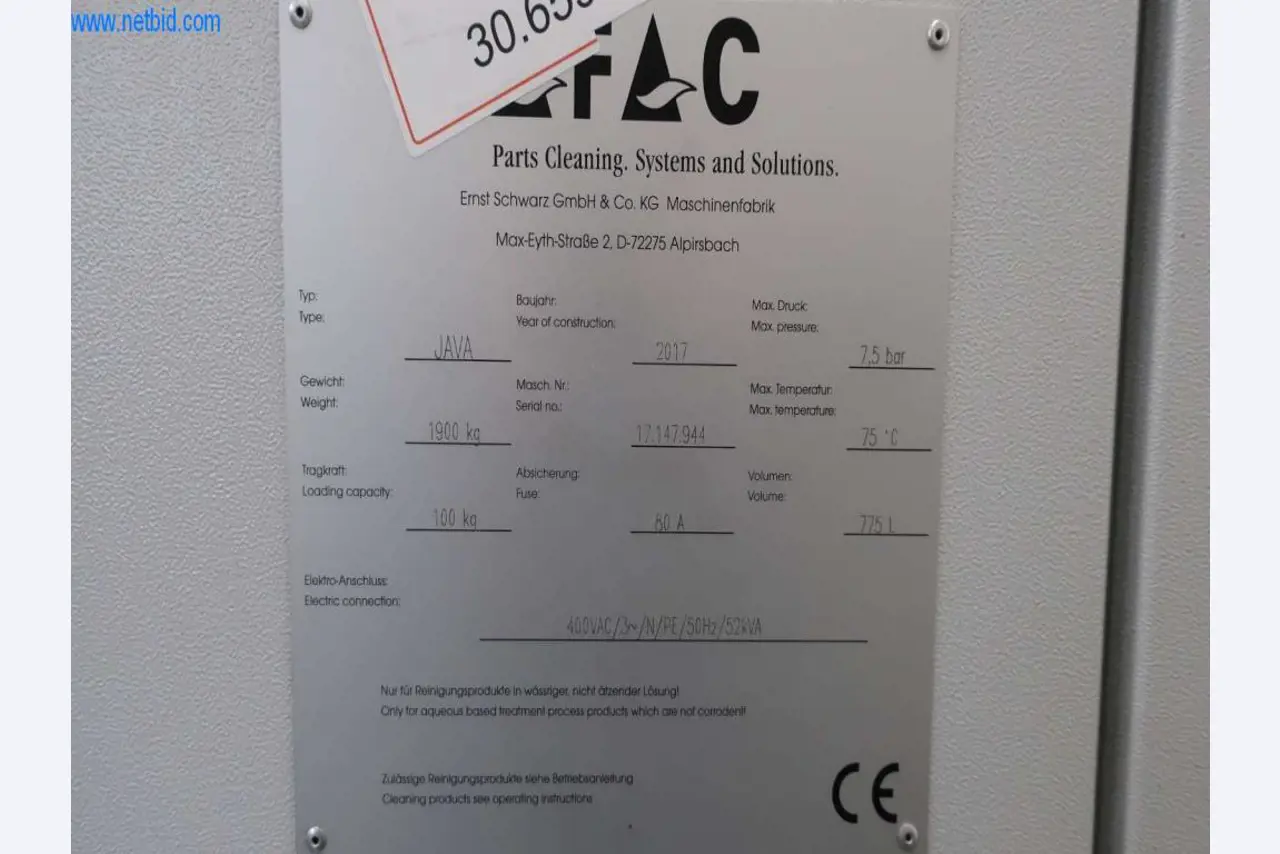 www.netbid.com
30.655
FAC
Parts Cleaning. Systems and Solutions.
Ernst Schwarz GmbH & Co. KG Maschinenfabrik
Max-Eyth-Straße 2, D-72275 Alpirsbach
Typ:
Type:
JAVA
Baujahr:
Year of construction:
2017
Max. Druck:
Max. pressure:
7,5 bar
Gewicht:
Weight:
1900 kg
Masch. Nr.:
Serial no.:
17.147.944
Max. Temperatur:
Max. temperature:
75 °C
Tragkraft:
Loading capacity:
100 kg
Absicherung:
Fuse:
80 A
Volumen:
Volume:
775 L
Elektro-Anschluss:
Electric connection:
400VAC/3~/N/PE/50Hz/52kVA
Nur für Reinigungsprodukte in wässriger, nicht ätzender Lösung!
Only for aqueous based treatment process products which are not corrodent!
Zulässige Reinigungsprodukte siehe Betriebsanleitung
Cleaning products see operating instructions
CE